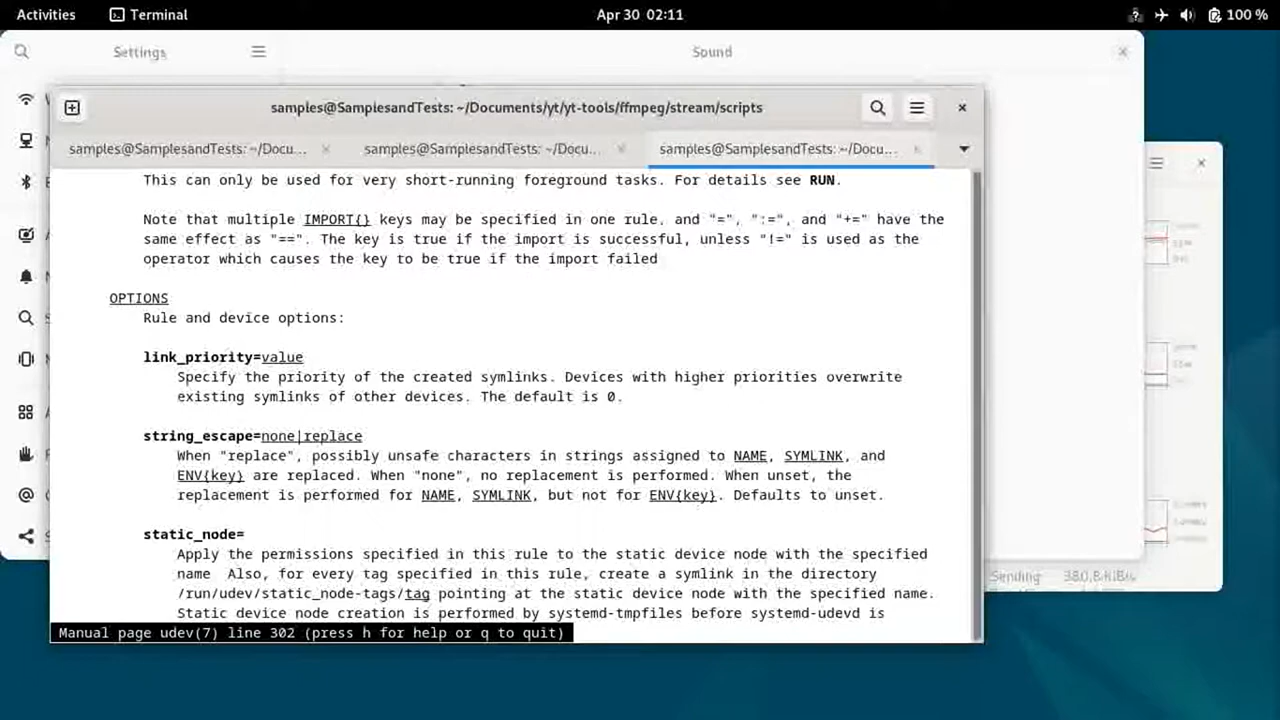 Activities Terminal Apr 30 02:11 100 %
Settings Sound
samples@SamplesandTests: ~/Documents/yt/yt-tools/ffmpeg/stream/scripts
samples@SamplesandTests: ~/Docu... samples@SamplesandTests: ~/Docu... samples@SamplesandTests: ~/Docu...
This can only be used for very short-running foreground tasks. For details see RUN.
Note that multiple IMPORT{} keys may be specified in one rule, and "=", ":=", and "+=" have the
same effect as "==". The key is true if the import is successful, unless "!=" is used as the
operator which causes the key to be true if the import failed
OPTIONS
Rule and device options:
link_priority=value
Specify the priority of the created symlinks. Devices with higher priorities overwrite
existing symlinks of other devices. The default is 0.
string_escape=none|replace
When "replace", possibly unsafe characters in strings assigned to NAME, SYMLINK, and
ENV{key} are replaced. When "none", no replacement is performed. When unset, the
replacement is performed for NAME, SYMLINK, but not for ENV{key}. Defaults to unset.
static_node=
Apply the permissions specified in this rule to the static device node with the specified
name Also, for every tag specified in this rule, create a symlink in the directory
/run/udev/static_node-tags/tag pointing at the static device node with the specified name.
Static device node creation is performed by systemd-tmpfiles before systemd-udevd is
Manual page udev(7) line 302 (press h for help or q to quit)
Sending